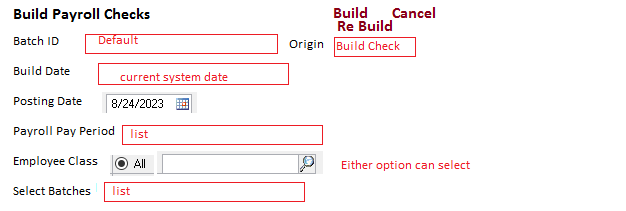 Build Payroll Checks Build Cancel
Re Build
Batch ID Default Origin Build Check
Build Date current system date
Posting Date 8/24/2023
Payroll Pay Period list
Employee Class All Either option can select
Select Batches list